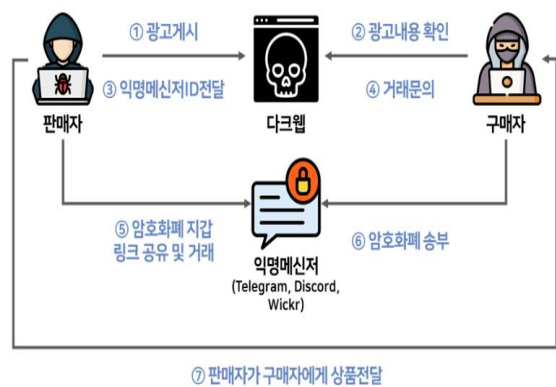 ① 광고게시
② 광고내용 확인
③ 익명메신저ID전달
④ 거래문의
판매자
다크웹
구매자
⑤ 암호화폐 지갑
링크 공유 및 거래
⑥ 암호화폐 송부
익명메신저
(Telegram, Discord,
Wickr)
⑦ 판매자가 구매자에게 상품전달